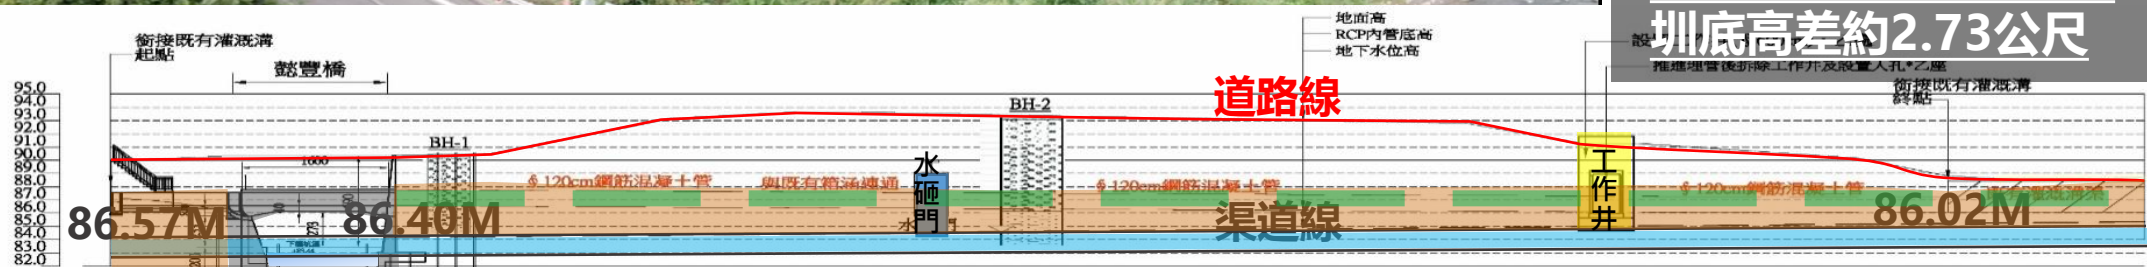 圳底高差約2.73公尺
地面高
RCP內管底高
地下水位高
銜接既有灌溉溝
起點
懿豐橋
推進埋管後拆除工作井及設置人孔*乙座
銜接既有灌溉溝
終點
道路線
95.0
94.0
93.0
92.0
91.0
90.0
89.0
88.0
87.0
86.0
85.0
84.0
83.0
82.0
BH-1
BH-2
1600
275
水砸門
工作井
∮120cm鋼筋混凝土管
與既有箱涵連通
∮120cm鋼筋混凝土管
∮120cm鋼筋混凝土管
86.57M
86.40M
渠道線
86.02M